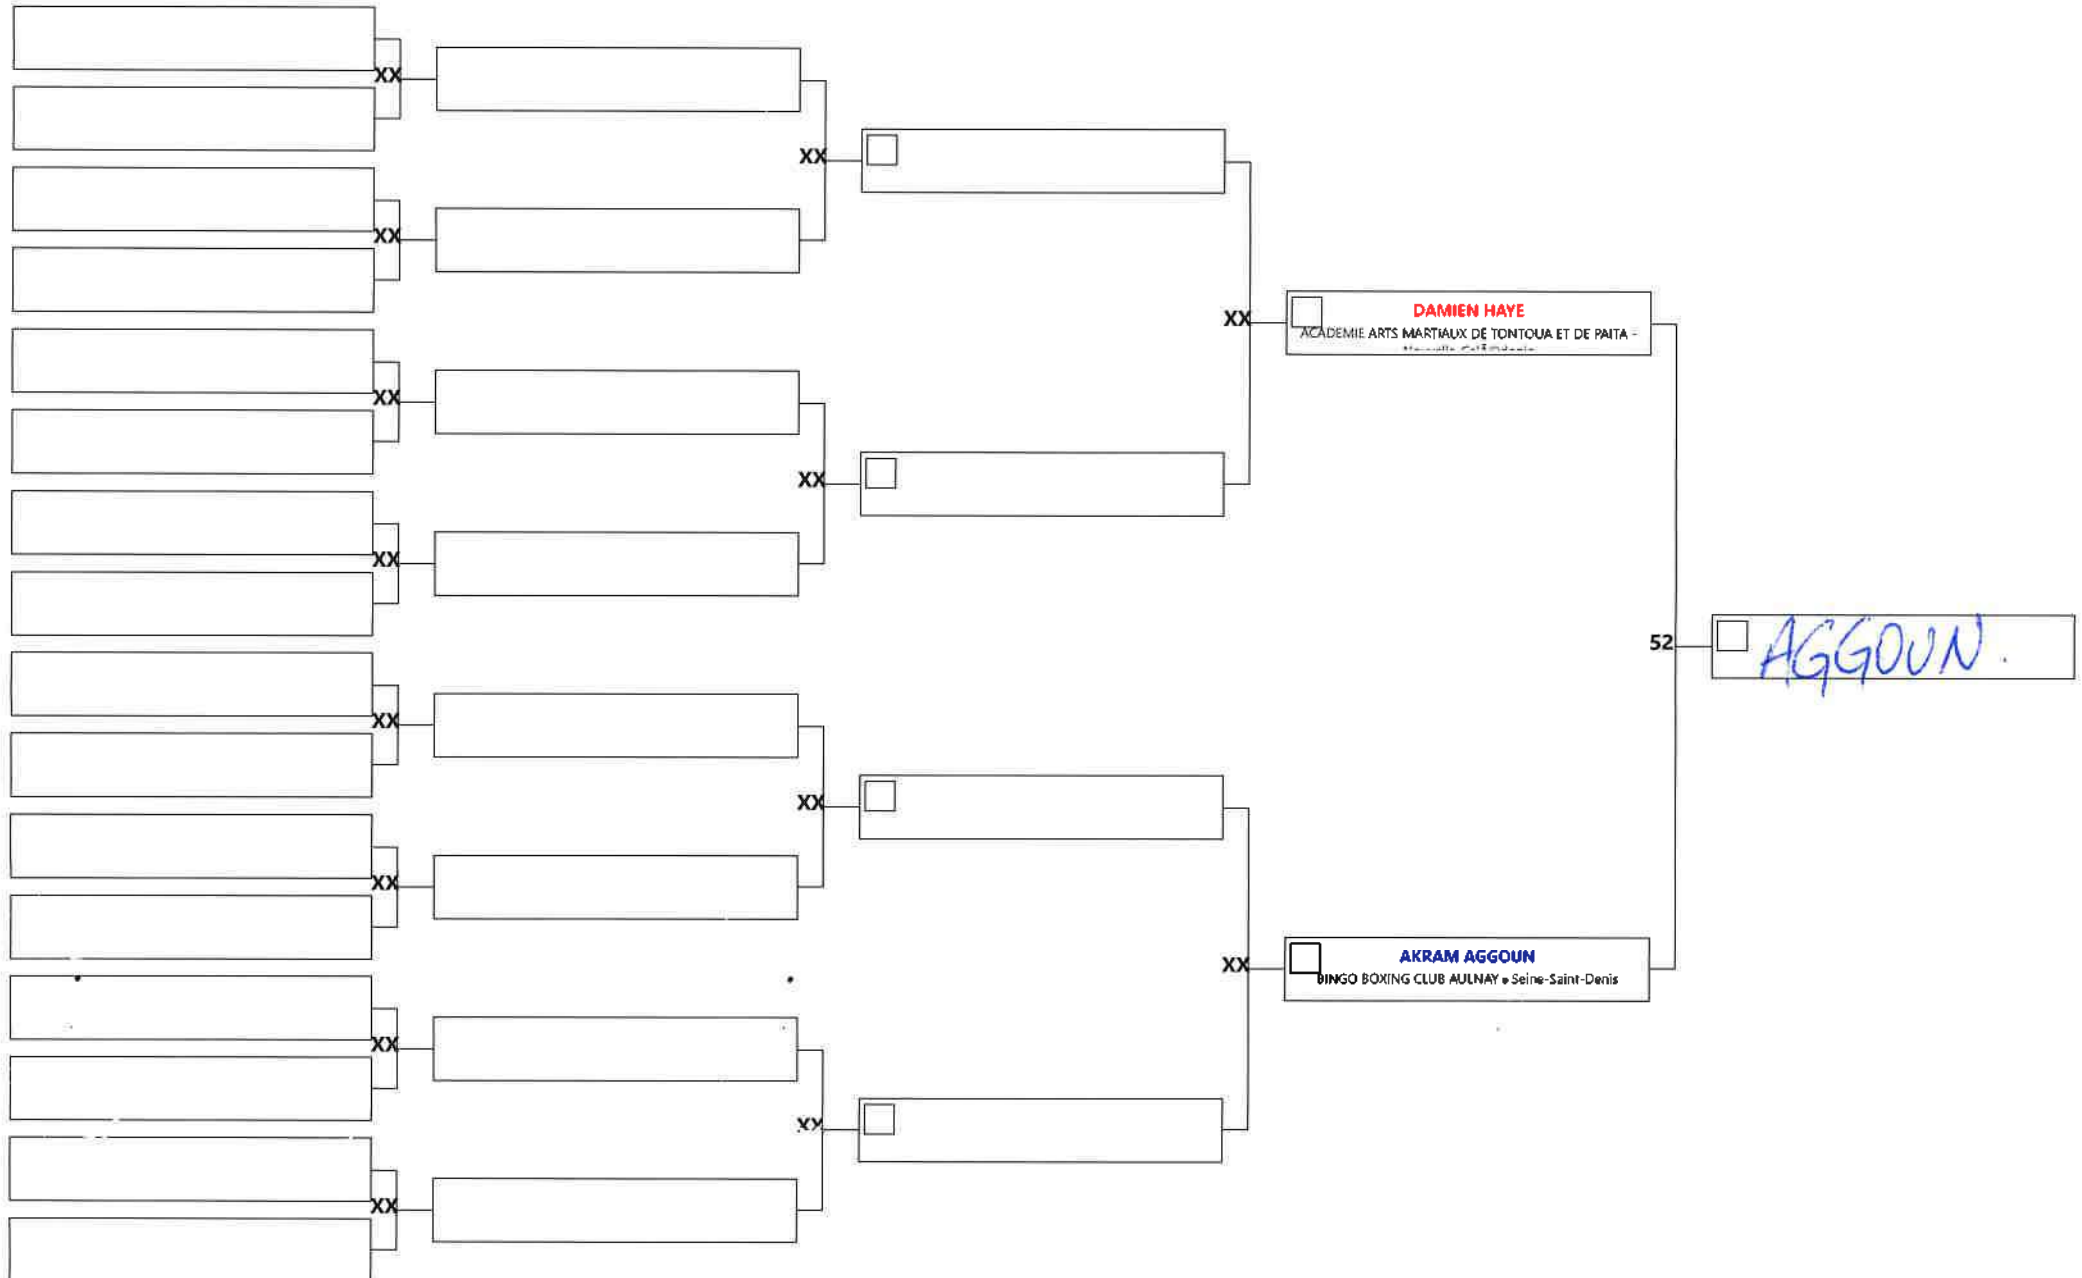 XX
XX
XX
XX
XX
XX
XX
XX
XX
XX
XX
XX
XX
XX
DAMIEN HAYE
ACADEMIE ARTS MARTIAUX DE TONTOUA ET DE PAITA -
52
AGGOUN.
AKRAM AGGOUN
BINGO BOXING CLUB AULNAY • Seine-Saint-Denis